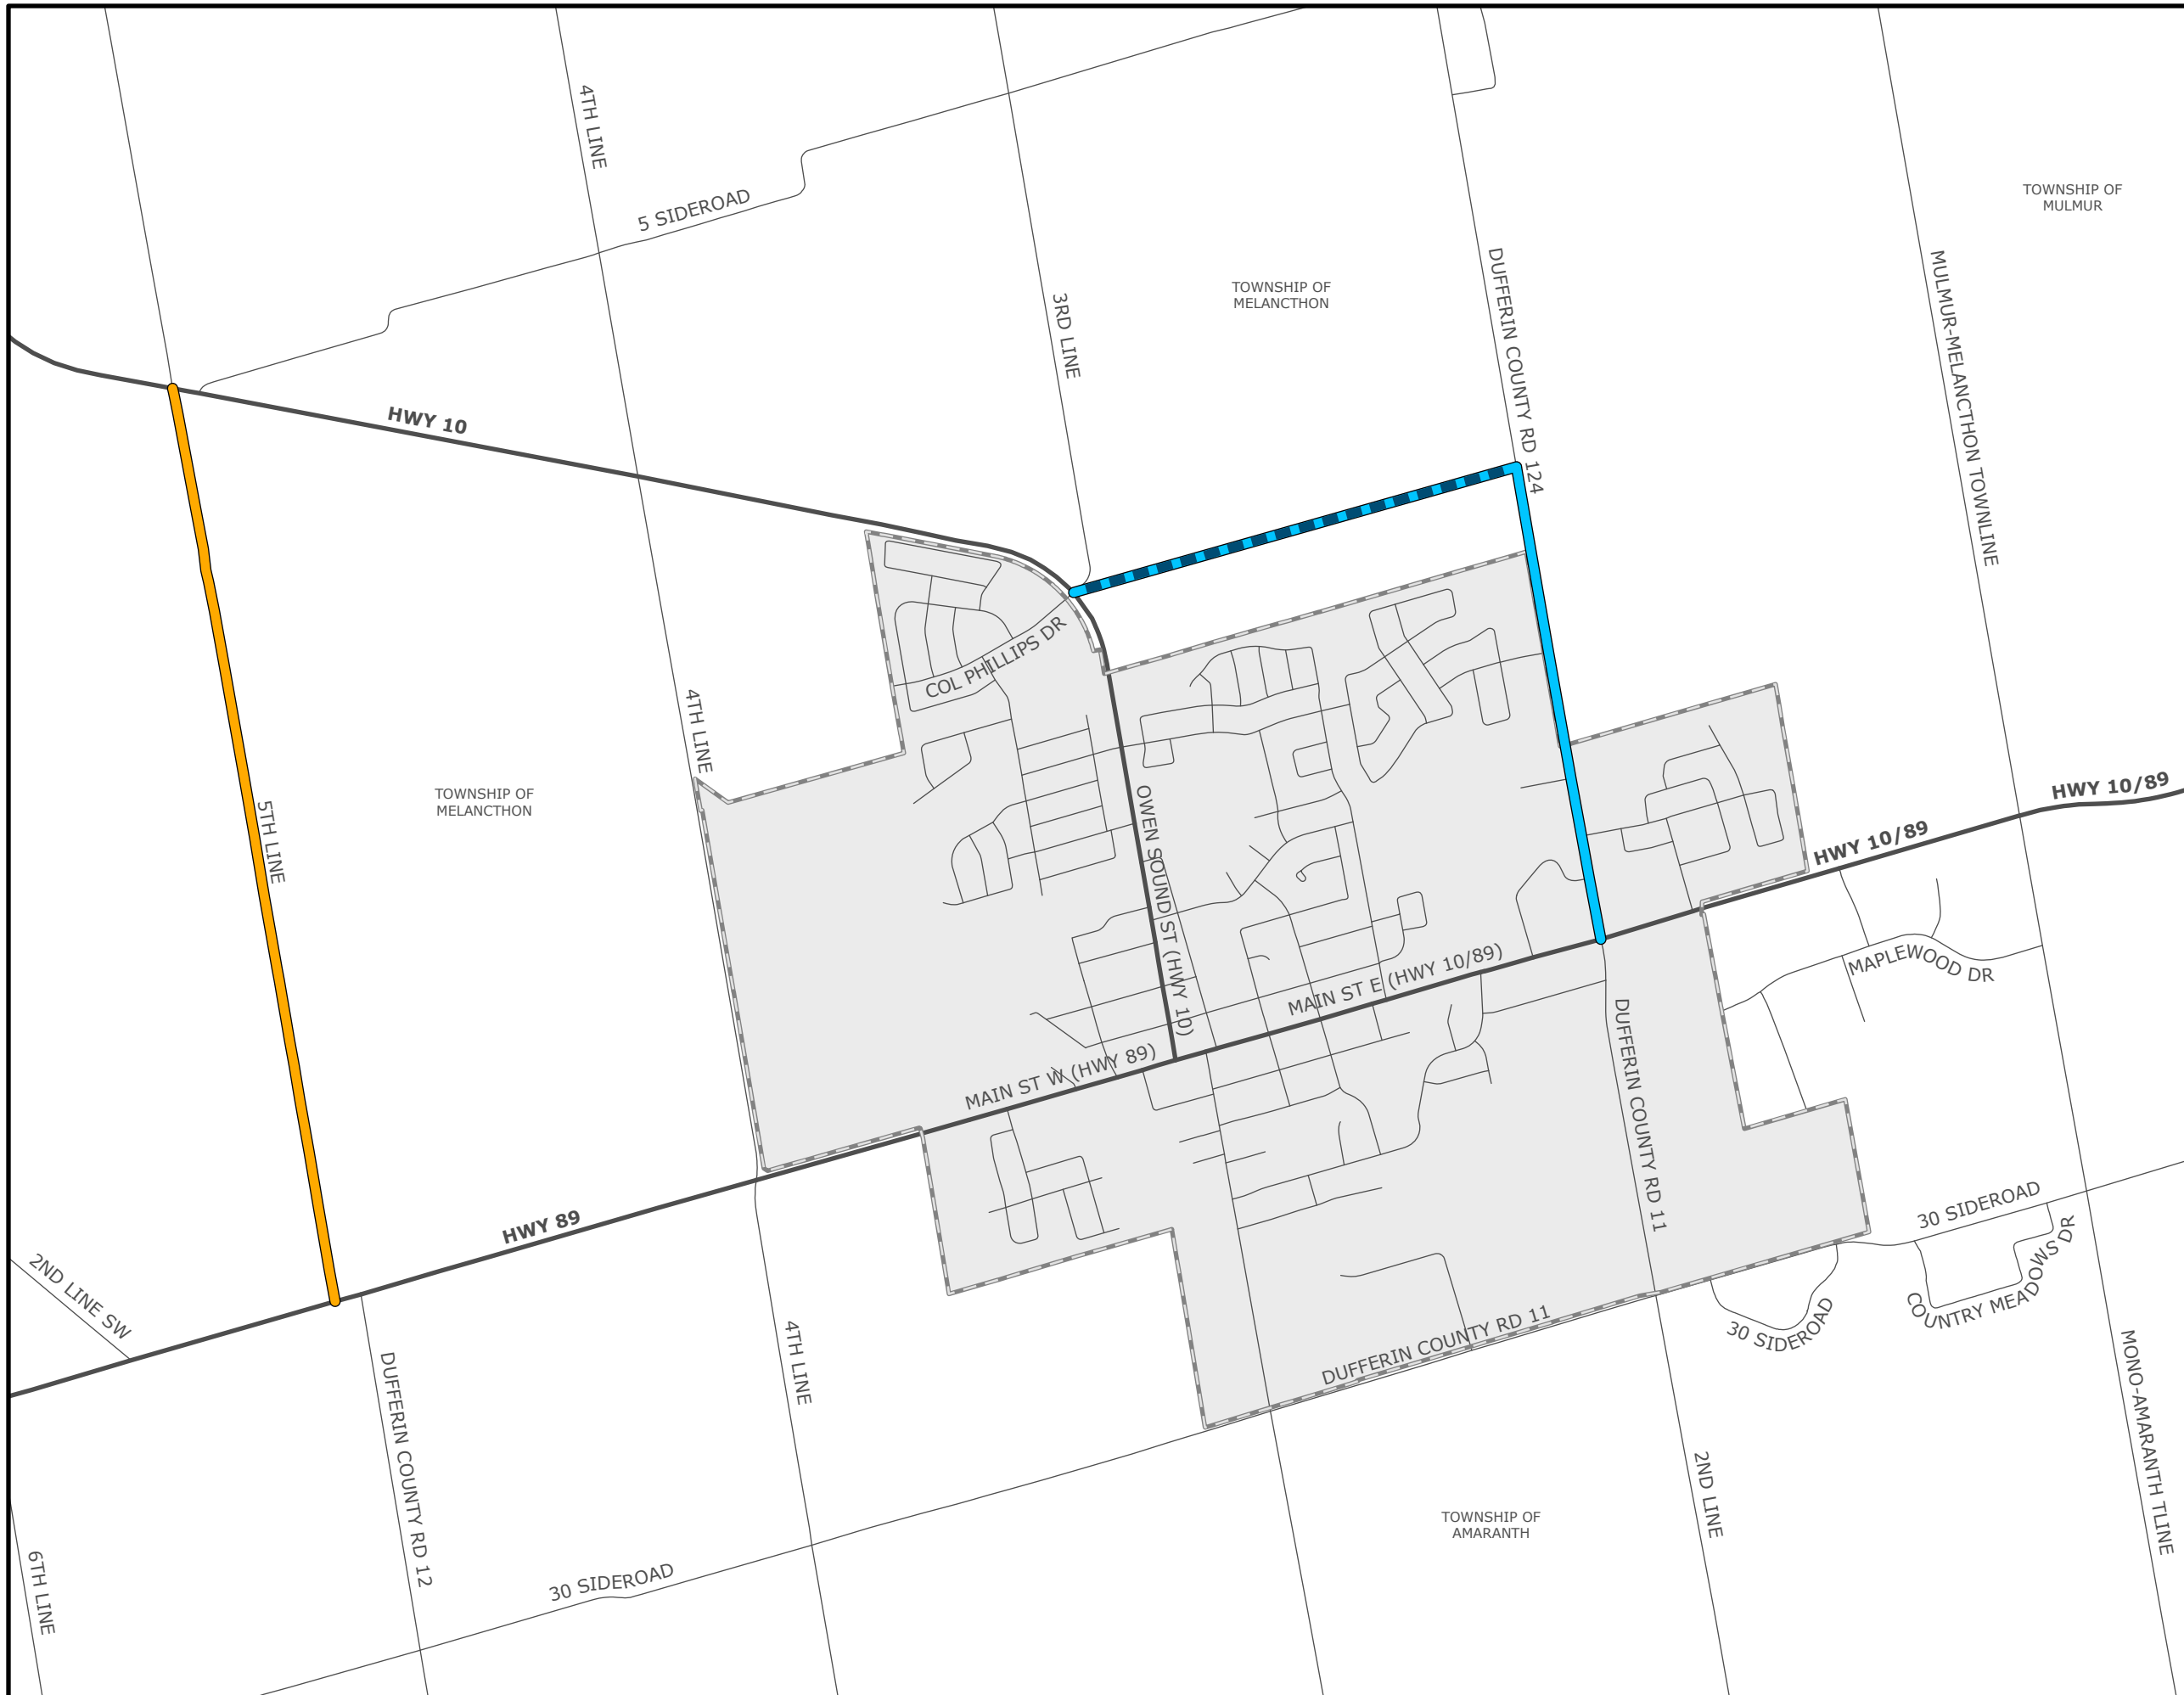 4TH LINE
5 SIDEROAD
TOWNSHIP OF
MULMUR
3RD LINE
TOWNSHIP OF
MELANCTHON
DUFFERIN COUNTY RD 124
MULMUR-MELANCTHON TOWNLINE
HWY 10
COL PHILLIPS DR
4TH LINE
TOWNSHIP OF
MELANCTHON
5TH LINE
OWEN SOUND ST (HWY 10)
HWY 10/89
HWY 10/89
MAPLEWOOD DR
MAIN ST E (HWY 10/89)
MAIN ST W (HWY 89)
DUFFERIN COUNTY RD 11
HWY 89
30 SIDEROAD
COUNTRY MEADOWS DR
2ND LINE SW
30 SIDEROAD
DUFFERIN COUNTY RD 11
4TH LINE
DUFFERIN COUNTY RD 12
MONO-AMARANTH TLINE
2ND LINE
TOWNSHIP OF
AMARANTH
6TH LINE
30 SIDEROAD